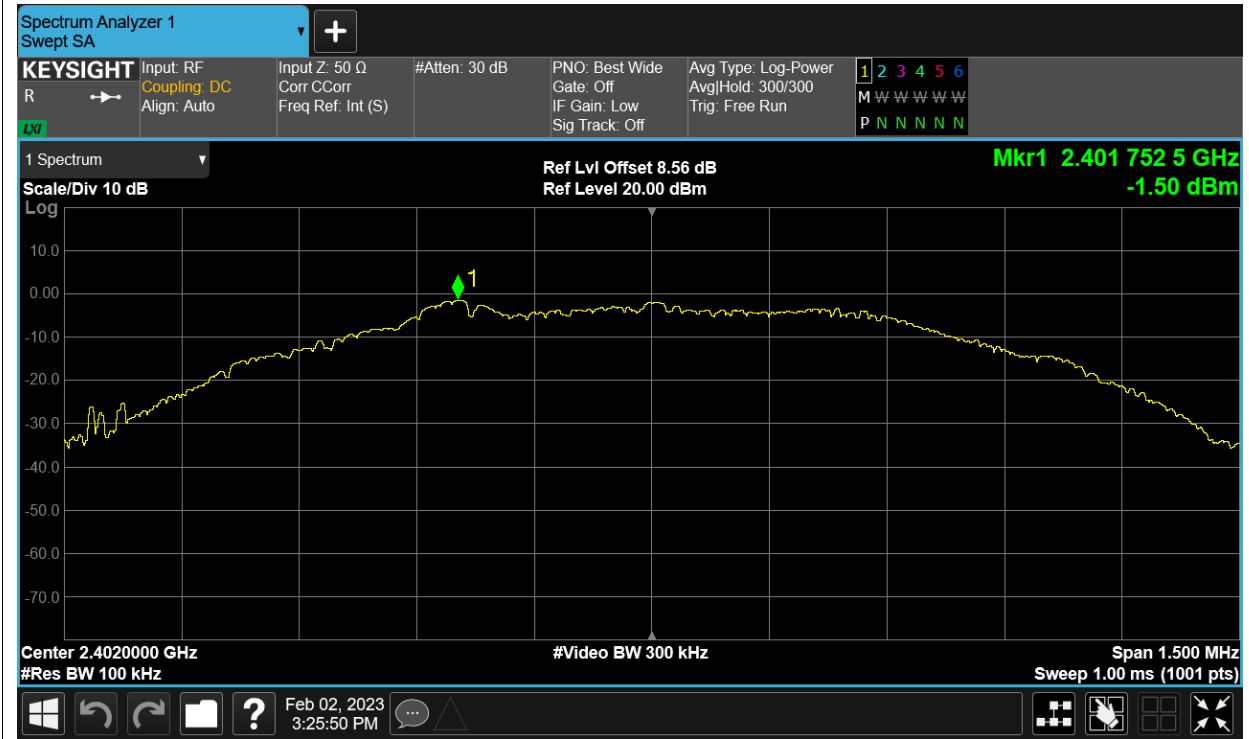 Spectrum Analyzer 1
Swept SA
KEYSIGHT
R
LXI
Input: RF
Coupling: DC
Align: Auto
Input Z: 50 Ω
Corr CCorr
Freq Ref: Int (S)
#Atten: 30 dB
PNO: Best Wide
Gate: Off
IF Gain: Low
Sig Track: Off
Avg Type: Log-Power
Avg|Hold: 300/300
Trig: Free Run
1 2 3 4 5 6
M W W W W W
P N N N N N
1 Spectrum
Scale/Div 10 dB
Ref Lvl Offset 8.56 dB
Ref Level 20.00 dBm
Mkr1 2.401 752 5 GHz
-1.50 dBm
Log
1
10.0
0.00
-10.0
-20.0
-30.0
-40.0
-50.0
-60.0
-70.0
Center 2.4020000 GHz
#Res BW 100 kHz
#Video BW 300 kHz
Span 1.500 MHz
Sweep 1.00 ms (1001 pts)
?
Feb 02, 2023
3:25:50 PM